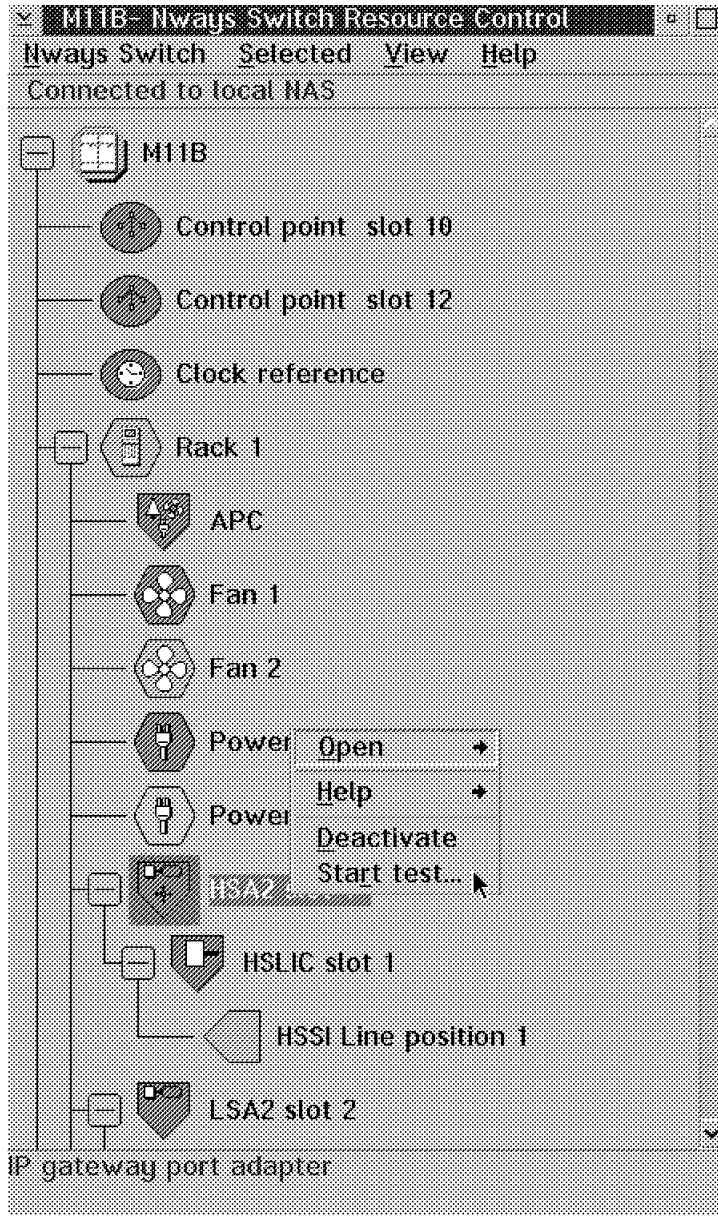 M11B- Nways Switch Resource Control
Nways Switch Selected View Help
Connected to local NAS
M11B
Control point slot 10
Control point slot 12
Clock reference
Rack 1
APC
Fan 1
Fan 2
Power
Power
HSA2
Open
Help
Deactivate
Start test...
HSLIC slot 1
HSSI Line position 1
LSA2 slot 2
IP gateway port adapter